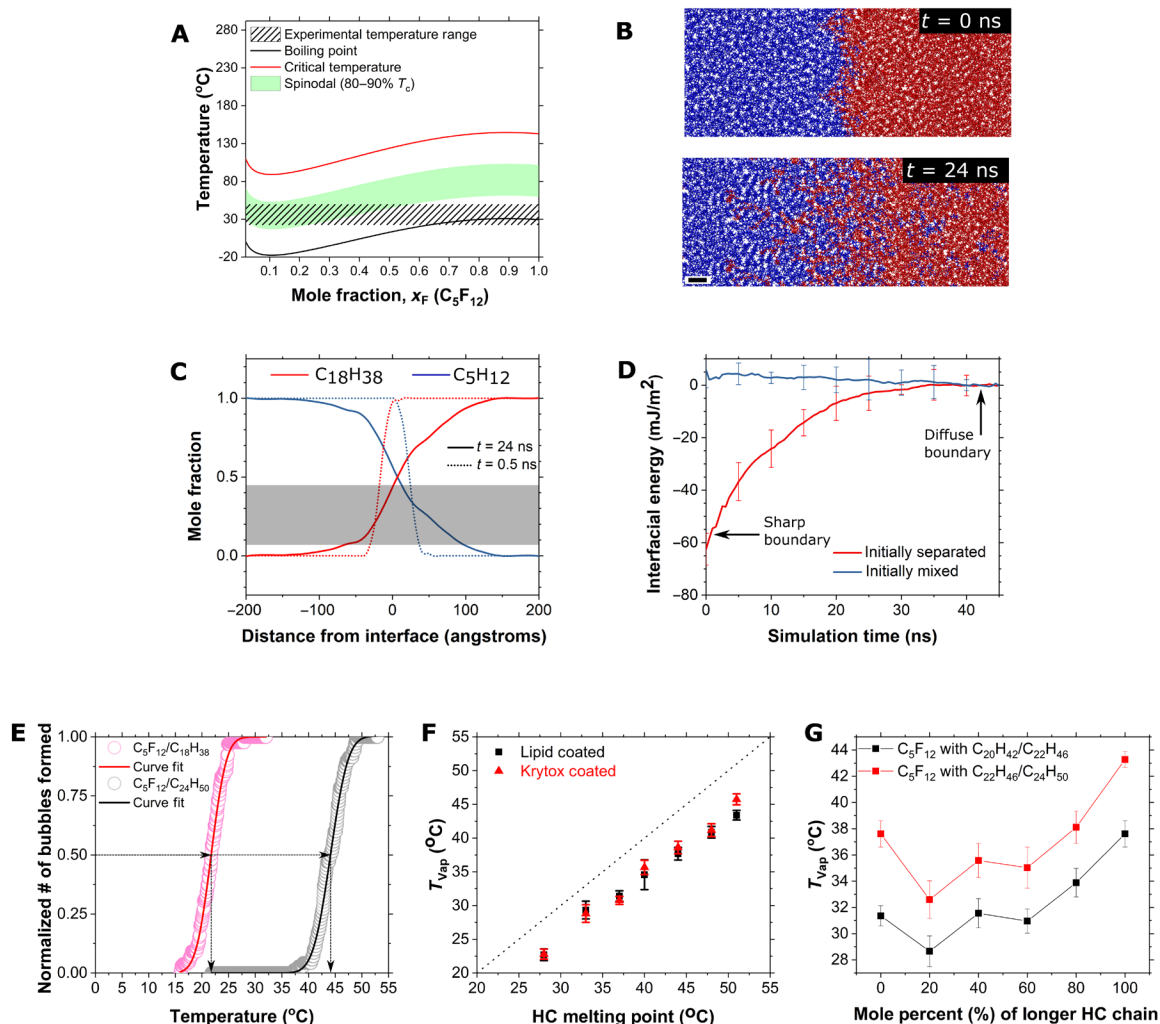 A
280
230
180
130
80
30
-20
Temperature (°C)
Experimental temperature range
Boiling point
Critical temperature
Spinodal (80–90% Tc)
0.1 0.2 0.3 0.4 0.5 0.6 0.7 0.8 0.9 1.0
Mole fraction, xF (C5F12)
B
t = 0 ns
t = 24 ns
C
C18H38
C5H12
1.0
0.5
0.0
Mole fraction
t = 24 ns
t = 0.5 ns
−200 −100 0 100 200
Distance from interface (angstroms)
D
0
−20
−40
−60
−80
Interfacial energy (mJ/m2)
Diffuse
boundary
Sharp
boundary
Initially separated
Initially mixed
0 10 20 30 40
Simulation time (ns)
E
1.00
0.75
0.50
0.25
0.00
Normalized # of bubbles formed
C5F12/C18H38
Curve fit
C5F12/C24H50
Curve fit
0 5 10 15 20 25 30 35 40 45 50 55
Temperature (°C)
F
55
50
45
40
35
30
25
20
TVap (°C)
Lipid coated
Krytox coated
20 25 30 35 40 45 50 55
HC melting point (°C)
G
44
42
40
38
36
34
32
30
28
TVap (°C)
C5F12 with C20H42/C22H46
C5F12 with C22H46/C24H50
0 20 40 60 80 100
Mole percent (%) of longer HC chain